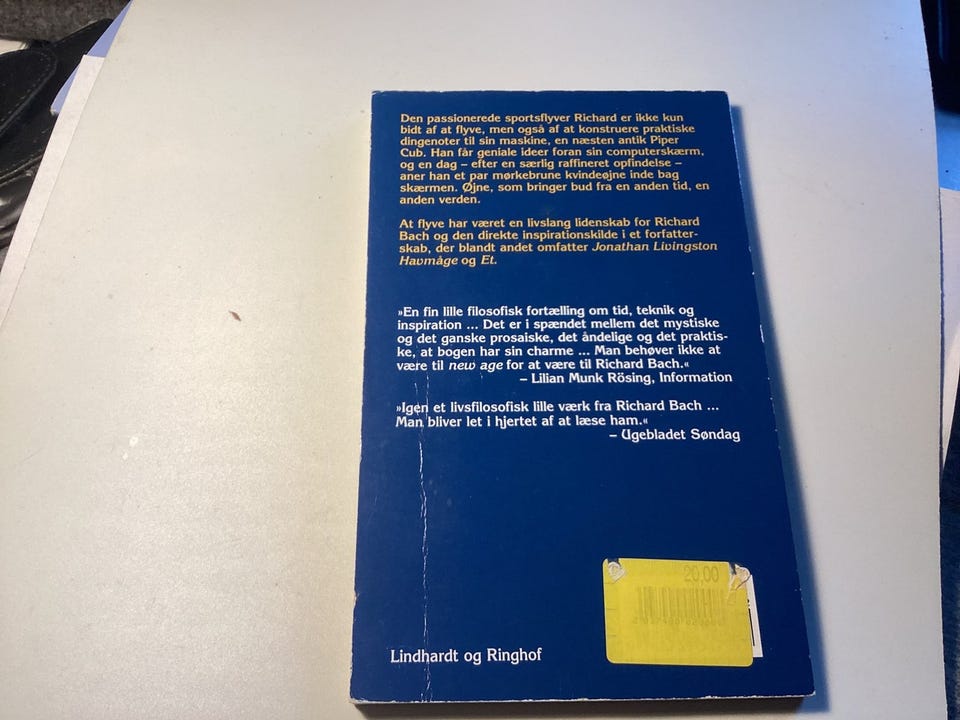 Den passionerede sportsflyver Richard er ikke kun
bidt af at flyve, men også af at konstruere praktiske
dingenoter til sin maskine, en næsten antik Piper
Cub. Han får geniale ideer foran sin computerskærm,
og en dag – efter en særlig raffineret opfindelse –
aner han et par mørkebrune kvindeøjne inde bag
skærmen. Øjne, som bringer bud fra en anden tid, en
anden verden.
At flyve har været en livslang lidenskab for Richard
Bach og den direkte inspirationskilde i et forfatter-
skab, der blandt andet omfatter Jonathan Livingston
Havmåge og Et.
»En fin lille filosofisk fortælling om tid, teknik og
inspiration ... Det er i spændet mellem det mystiske
og det ganske prosaiske, det åndelige og det praktis-
ke, at bogen har sin charme ... Man behøver ikke at
være til new age for at være til Richard Bach.«
– Lilian Munk Rösing, Information
»Igen et livsfilosofisk lille værk fra Richard Bach ...
Man bliver let i hjertet af at læse ham.«
– Ugebladet Søndag
20,00
Lindhardt og Ringhof